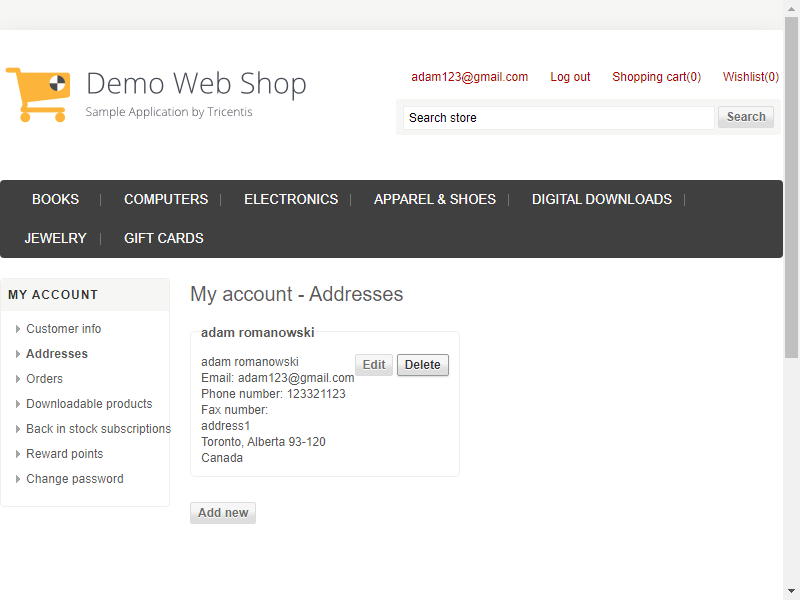 Demo Web Shop
Sample Application by Tricentis
adam123@gmail.com Log out Shopping cart(0) Wishlist(0)
Search store Search
BOOKS COMPUTERS ELECTRONICS APPAREL & SHOES DIGITAL DOWNLOADS
JEWELRY GIFT CARDS
MY ACCOUNT
Customer info
Addresses
Orders
Downloadable products
Back in stock subscriptions
Reward points
Change password
My account - Addresses
adam romanowski
adam romanowski Edit Delete
Email: adam123@gmail.com
Phone number: 123321123
Fax number:
address1
Toronto, Alberta 93-120
Canada
Add new